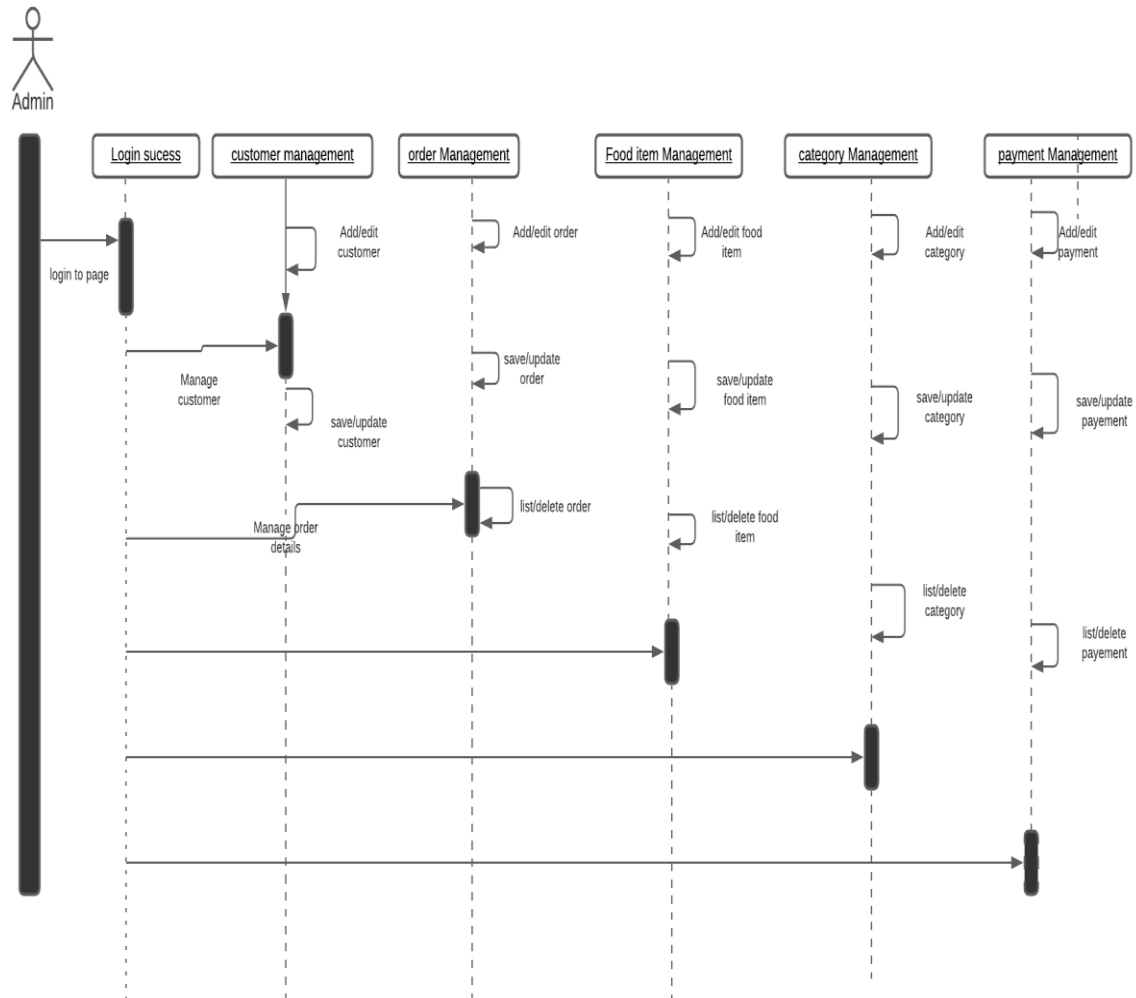 Admin
Login sucess
customer management
order Management
Food item Management
category Management
payment Management
Add/edit
customer
Add/edit order
Add/edit food
item
Add/edit
category
Add/edit
payment
login to page
Manage
customer
save/update
customer
save/update
order
save/update
food item
save/update
category
save/update
payement
Manage order
details
list/delete order
list/delete food
item
list/delete
category
list/delete
payement